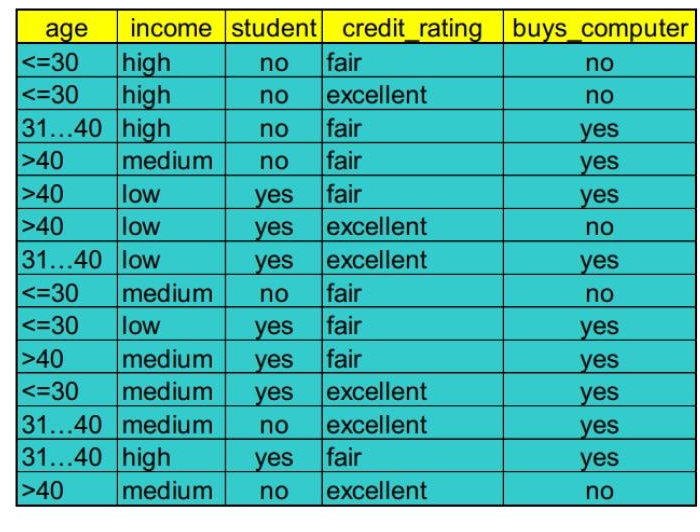 age income student credit_rating buys_computer
<=30 high no fair no
<=30 high no excellent no
31…40 high no fair yes
>40 medium no fair yes
>40 low yes fair yes
>40 low yes excellent no
31…40 low yes excellent yes
<=30 medium no fair no
<=30 low yes fair yes
>40 medium yes fair yes
<=30 medium yes excellent yes
31…40 medium no excellent yes
31…40 high yes fair yes
>40 medium no excellent no